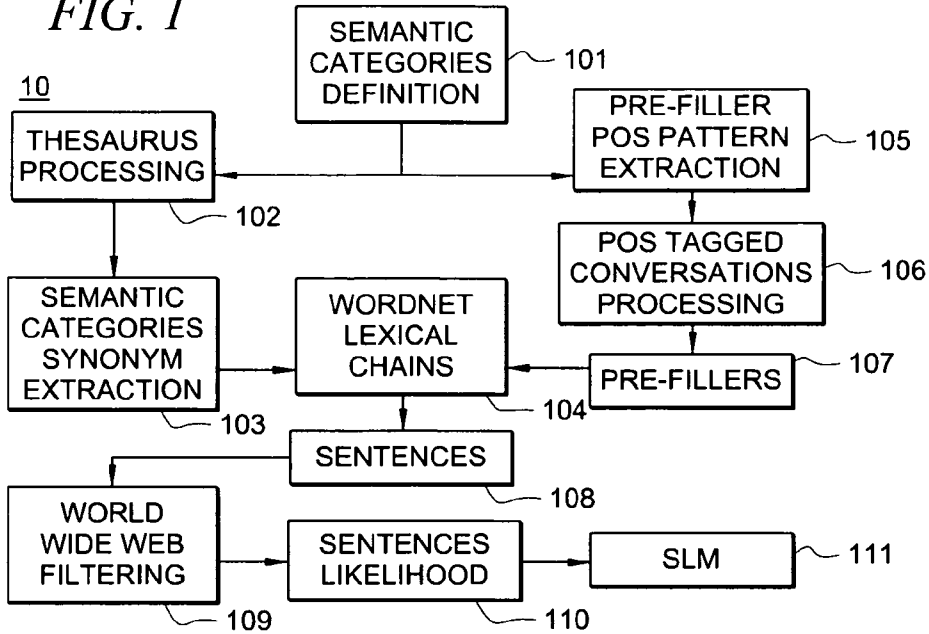 FIG. 1
10
SEMANTIC
CATEGORIES
DEFINITION
101
THESAURUS
PROCESSING
102
PRE-FILLER
POS PATTERN
EXTRACTION
105
POS TAGGED
CONVERSATIONS
PROCESSING
106
SEMANTIC
CATEGORIES
SYNONYM
EXTRACTION
103
WORDNET
LEXICAL
CHAINS
104
PRE-FILLERS
107
SENTENCES
108
WORLD
WIDE WEB
FILTERING
109
SENTENCES
LIKELIHOOD
110
SLM
111